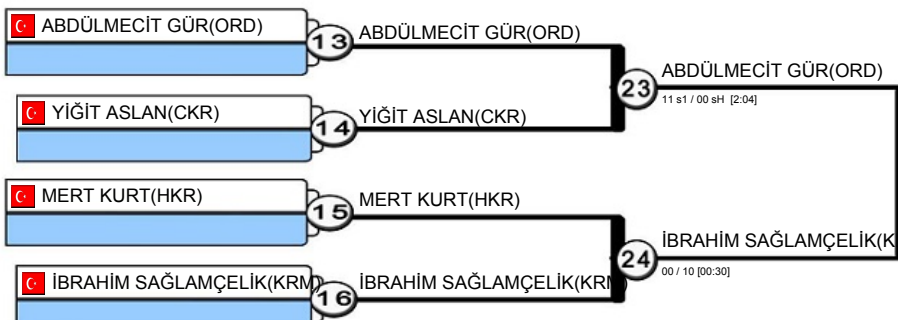 ABDÜLMECİT GÜR(ORD)
13
ABDÜLMECİT GÜR(ORD)
23
ABDÜLMECİT GÜR(ORD)
11 s1 / 00 sH [2:04]
YİĞİT ASLAN(CKR)
14
YİĞİT ASLAN(CKR)
MERT KURT(HKR)
15
MERT KURT(HKR)
24
İBRAHİM SAĞLAMÇELİK(K
00 / 10 [00:30]
İBRAHİM SAĞLAMÇELİK(KRM)
16
İBRAHİM SAĞLAMÇELİK(KRM)